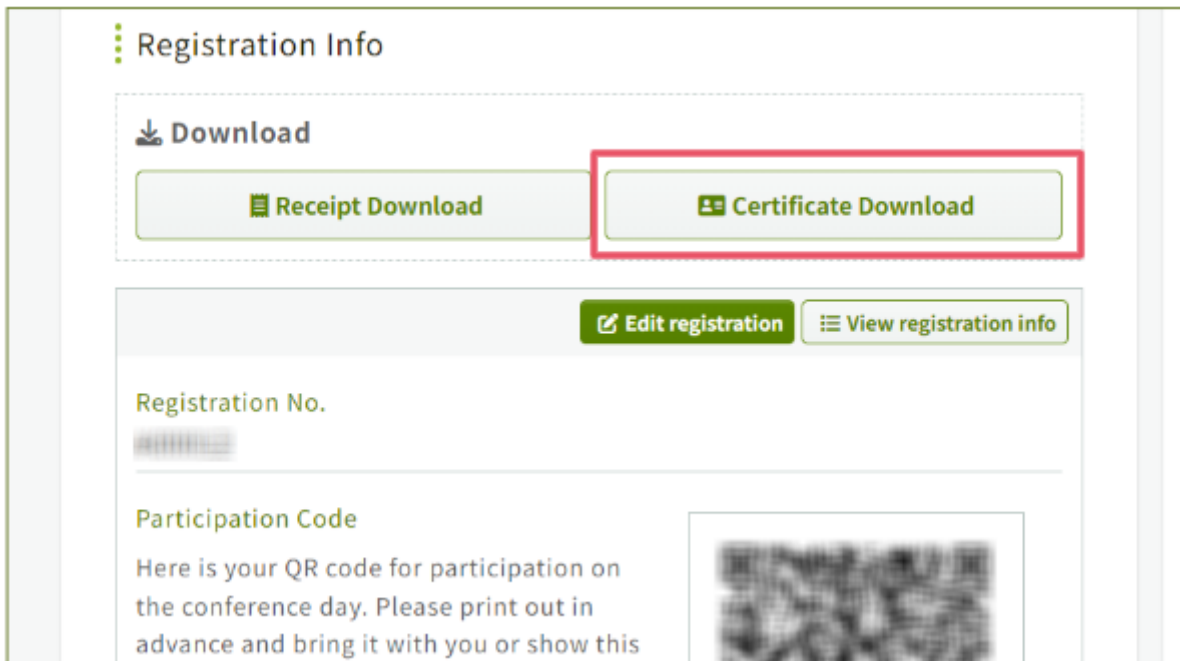 Registration Info
Download
Receipt Download
Certificate Download
Edit registration
View registration info
Registration No.
Participation Code
Here is your QR code for participation on
the conference day. Please print out in
advance and bring it with you or show this